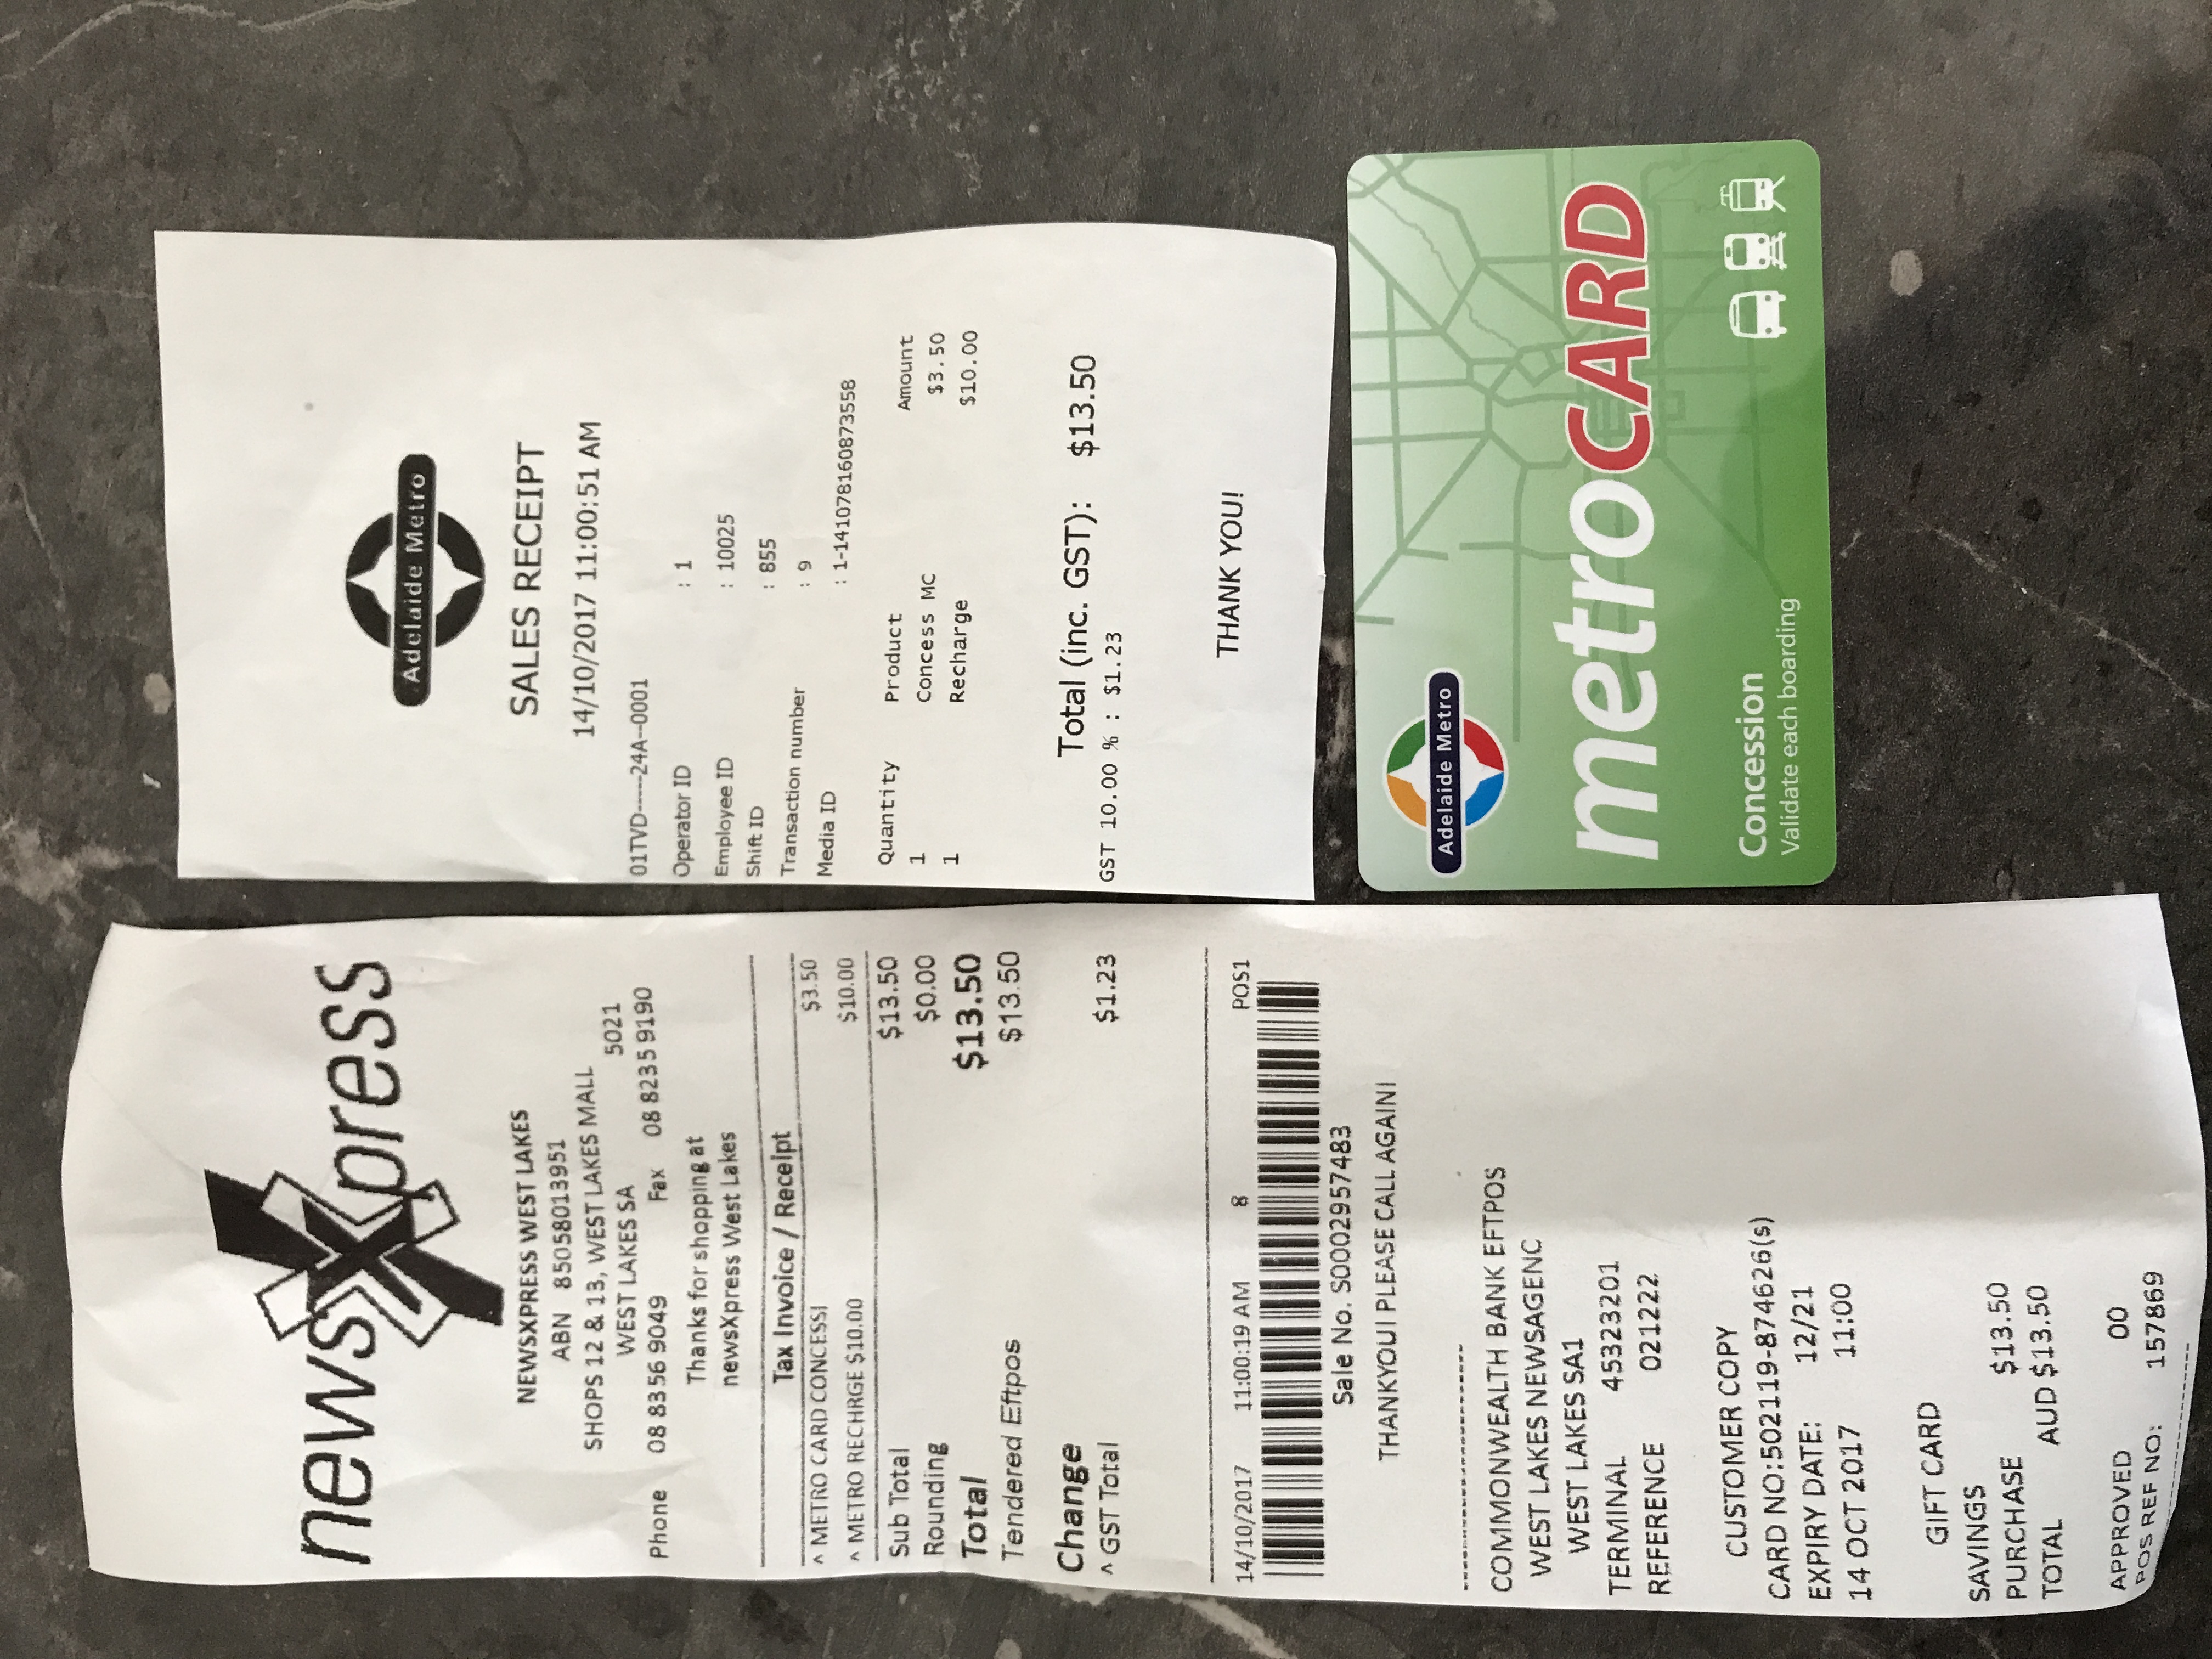 newsXpress
NEWSXPRESS WEST LAKES
ABN 85058013951
SHOPS 12 & 13, WEST LAKES MALL
WEST LAKES SA 5021
Phone 08 8356 9049 Fax 08 8235 9190
Thanks for shopping at
newsXpress West Lakes
Tax Invoice / Receipt
^ METRO CARD CONCESSI $3.50
^ METRO RECHRGE $10.00 $10.00
Sub Total $13.50
Rounding $0.00
Total $13.50
Tendered Eftpos $13.50
Change
^ GST Total $1.23
14/10/2017 11:00:19 AM 8 POS1
Sale No. S0002957483
THANKYOU! PLEASE CALL AGAIN!
COMMONWEALTH BANK EFTPOS
WEST LAKES NEWSAGENC
WEST LAKES SA1
TERMINAL 45323201
REFERENCE 021222
CUSTOMER COPY
CARD NO:502119-874626(s)
EXPIRY DATE: 12/21
14 OCT 2017 11:00
GIFT CARD
SAVINGS
PURCHASE $13.50
TOTAL AUD $13.50
APPROVED 00
POS REF NO: 157869
Adelaide Metro
SALES RECEIPT
14/10/2017 11:00:51 AM
01TVD-----24A--0001
Operator ID : 1
Employee ID : 10025
Shift ID : 855
Transaction number : 9
Media ID : 1-141078160873558
Quantity Product Amount
1 Concess MC $3.50
1 Recharge $10.00
Total (inc. GST): $13.50
GST 10.00 % : $1.23
THANK YOU!
Adelaide Metro
metroCARD
Concession
Validate each boarding